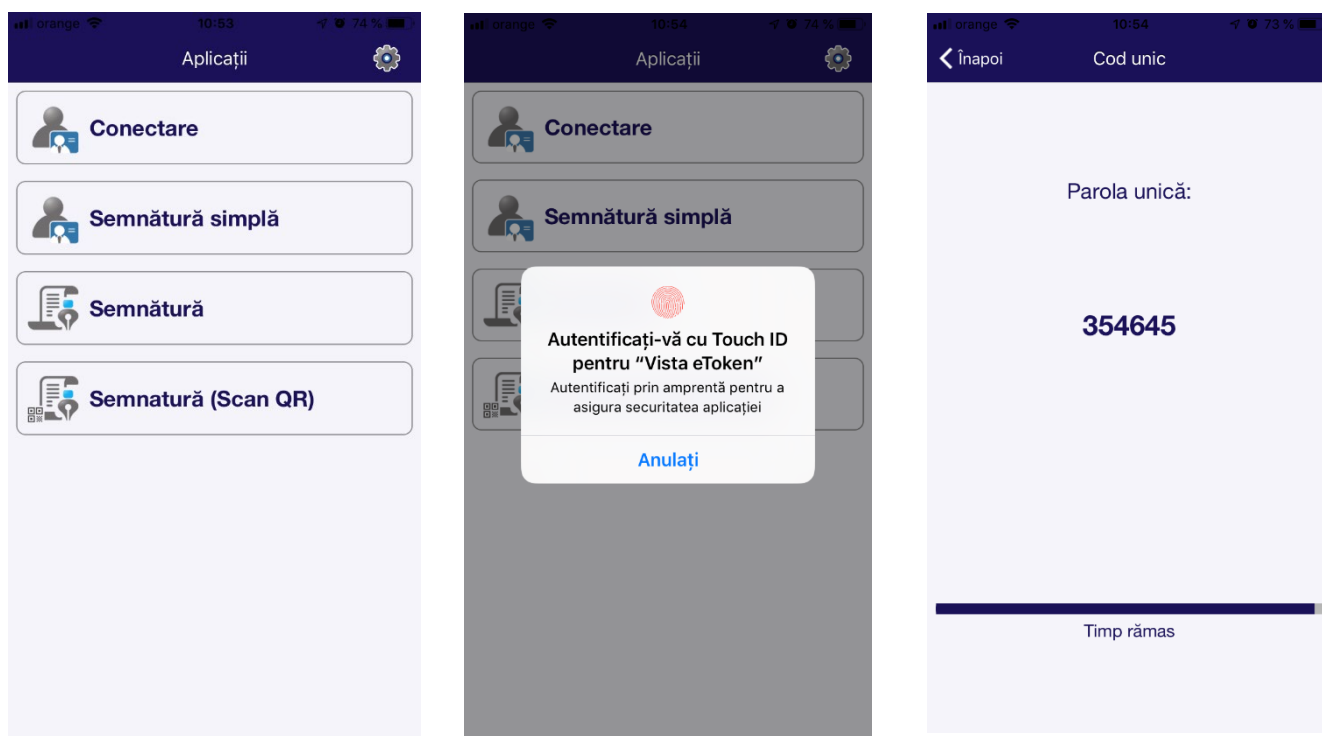 orange 10:53 74 %
Aplicații
Conectare
Semnătură simplă
Semnătură
Semnatură (Scan QR)
orange 10:54 74 %
Aplicații
Conectare
Semnătură simplă
Autentificați-vă cu Touch ID
pentru “Vista eToken”
Autentificați prin amprentă pentru a
asigura securitatea aplicației
Anulați
orange 10:54 73 %
Înapoi Cod unic
Parola unică:
354645
Timp rămas